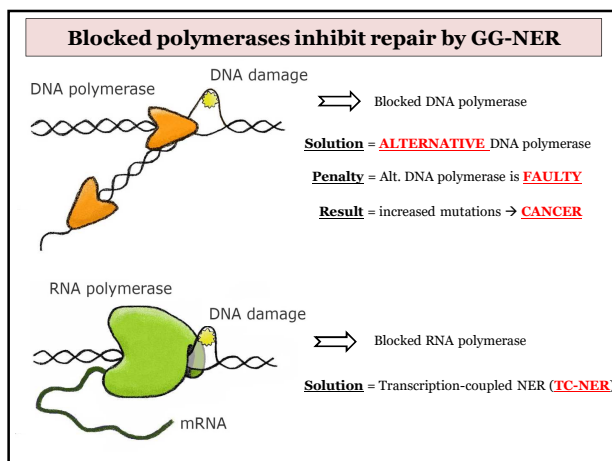 Blocked polymerases inhibit repair by GG-NER
DNA polymerase
DNA damage
Blocked DNA polymerase
Solution = ALTERNATIVE DNA polymerase
Penalty = Alt. DNA polymerase is FAULTY
Result = increased mutations → CANCER
RNA polymerase
DNA damage
mRNA
Blocked RNA polymerase
Solution = Transcription-coupled NER (TC-NER)